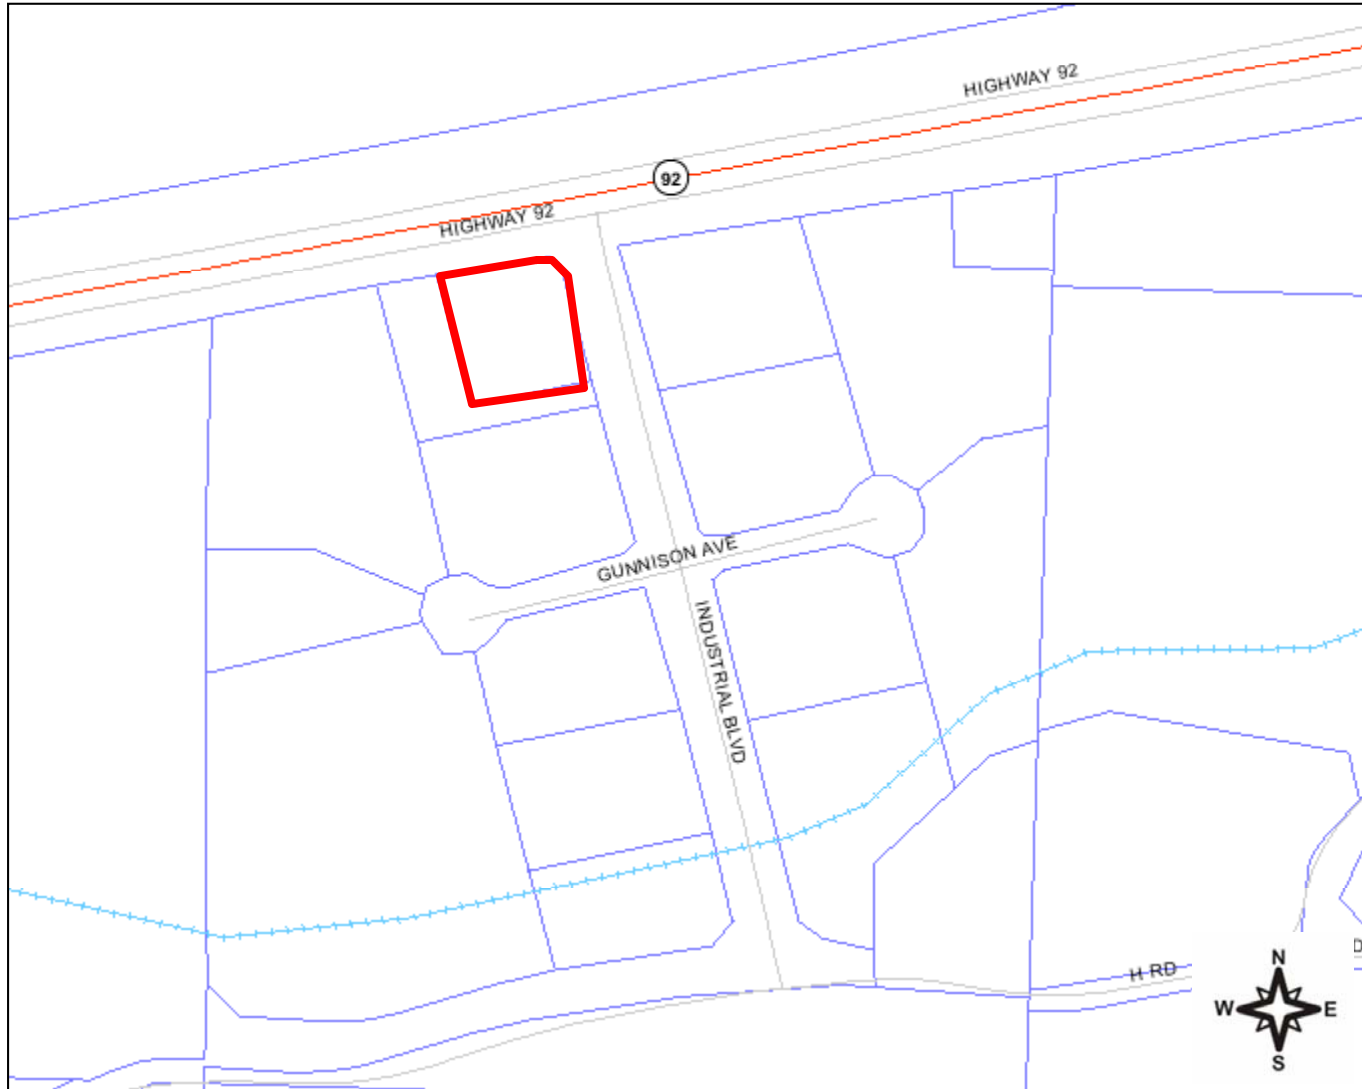 HIGHWAY 92
92
HIGHWAY 92
GUNNISON AVE
INDUSTRIAL BLVD
H RD
D
N
W E
S